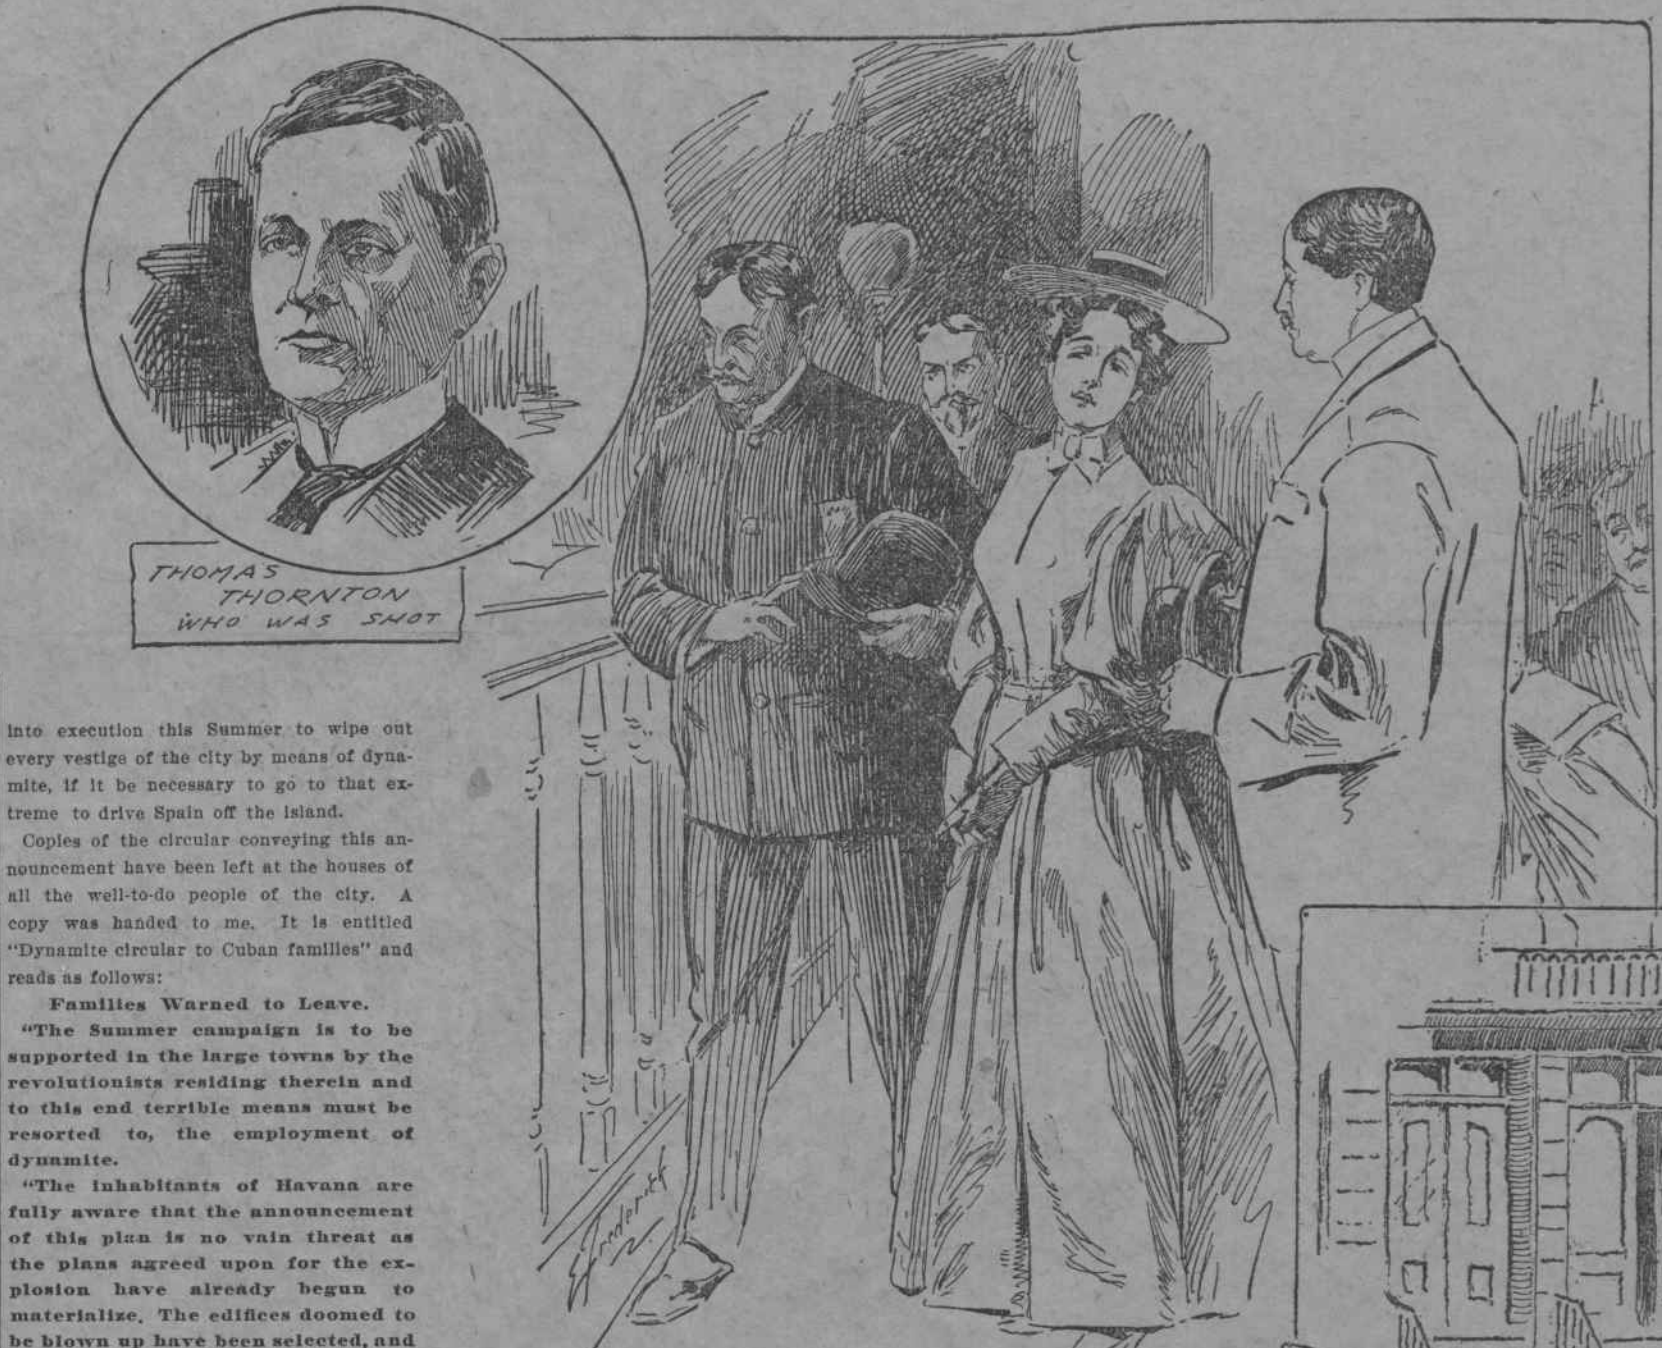 THOMAS
THORNTON
WHO WAS SHOT
into execution this Summer to wipe out
every vestige of the city by means of dyna-
mite, if it be necessary to go to that ex-
treme to drive Spain off the island.
Copies of the circular conveying this an-
nouncement have been left at the houses of
all the well-to-do people of the city. A
copy was handed to me. It is entitled
"Dynamite circular to Cuban families" and
reads as follows:
Families Warned to Leave.
"The Summer campaign is to be
supported in the large towns by the
revolutionists residing therein and
to this end terrible means must be
resorted to, the employment of
dynamite.
"The inhabitants of Havana are
fully aware that the announcement
of this plan is no vain threat as
the plans agreed upon for the ex-
plosion have already begun to
materialize. The edifices doomed to
be blown up have been selected, and